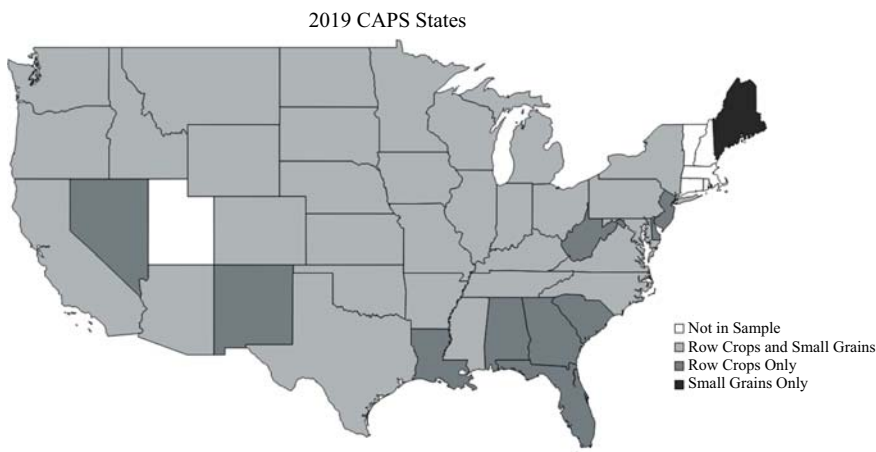 2019 CAPS States
Not in Sample
Row Crops and Small Grains
Row Crops Only
Small Grains Only